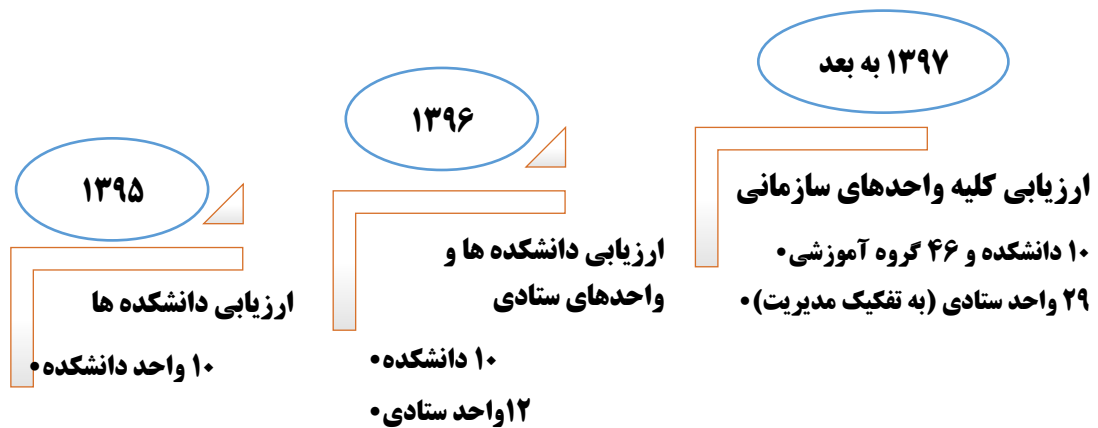 ۱۳۹۵
ارزیابی دانشکده ها
۱۰ واحد دانشکده•
۱۳۹۶
ارزیابی دانشکده ها و
واحدهای ستادی
۱۰ دانشکده•
۱۲واحد ستادی•
۱۳۹۷ به بعد
ارزیابی کلیه واحدهای سازمانی
۱۰ دانشکده و ۴۶ گروه آموزشی•
۲۹ واحد ستادی (به تفکیک مدیریت)•